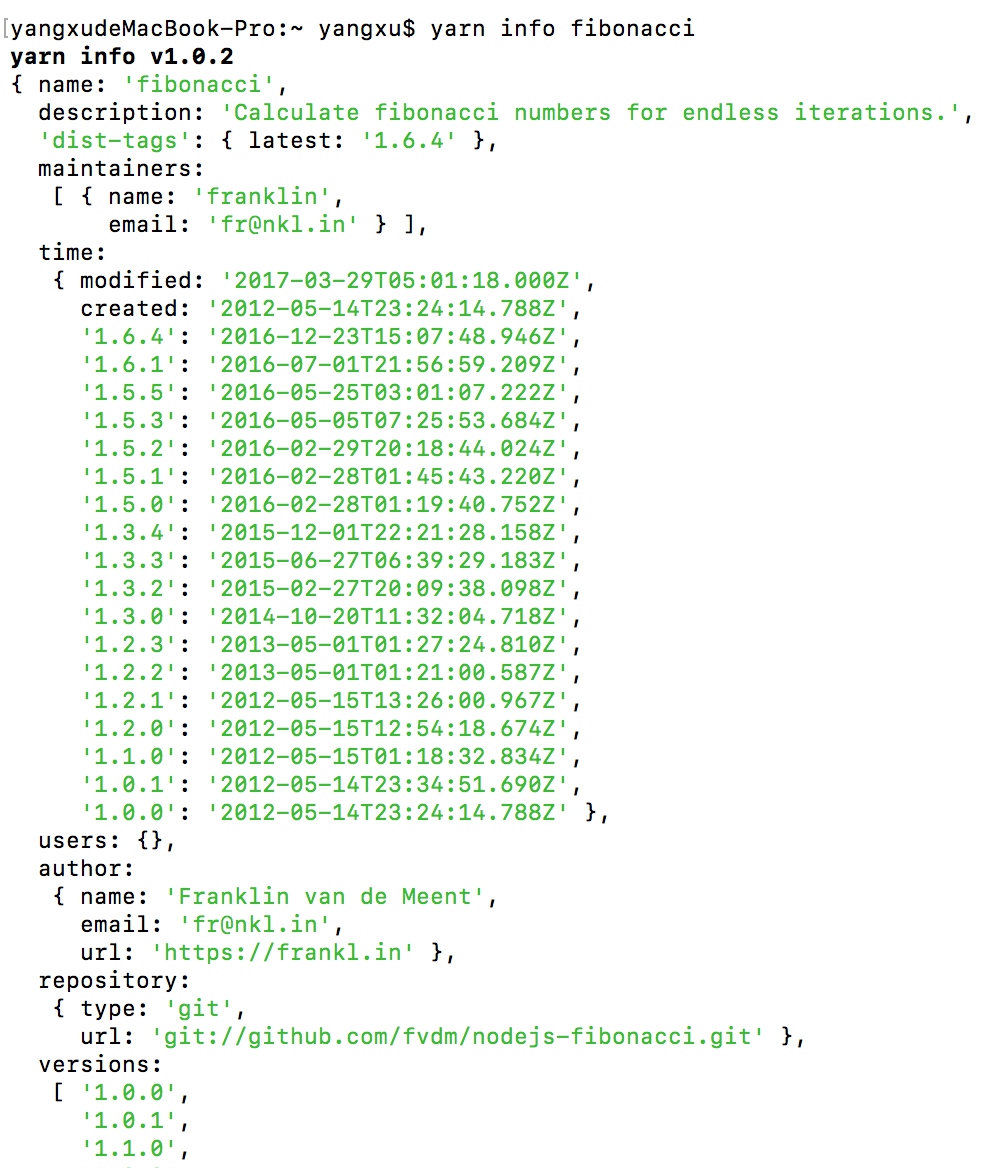 [yangxudeMacBook-Pro:~ yangxu$ yarn info fibonacci
yarn info v1.0.2
{ name: 'fibonacci',
  description: 'Calculate fibonacci numbers for endless iterations.',
  'dist-tags': { latest: '1.6.4' },
  maintainers:
   [ { name: 'franklin',
       email: 'fr@nkl.in' } ],
  time:
   { modified: '2017-03-29T05:01:18.000Z',
     created: '2012-05-14T23:24:14.788Z',
     '1.6.4': '2016-12-23T15:07:48.946Z',
     '1.6.1': '2016-07-01T21:56:59.209Z',
     '1.5.5': '2016-05-25T03:01:07.222Z',
     '1.5.3': '2016-05-05T07:25:53.684Z',
     '1.5.2': '2016-02-29T20:18:44.024Z',
     '1.5.1': '2016-02-28T01:45:43.220Z',
     '1.5.0': '2016-02-28T01:19:40.752Z',
     '1.3.4': '2015-12-01T22:21:28.158Z',
     '1.3.3': '2015-06-27T06:39:29.183Z',
     '1.3.2': '2015-02-27T20:09:38.098Z',
     '1.3.0': '2014-10-20T11:32:04.718Z',
     '1.2.3': '2013-05-01T01:27:24.810Z',
     '1.2.2': '2013-05-01T01:21:00.587Z',
     '1.2.1': '2012-05-15T13:26:00.967Z',
     '1.2.0': '2012-05-15T12:54:18.674Z',
     '1.1.0': '2012-05-15T01:18:32.834Z',
     '1.0.1': '2012-05-14T23:34:51.690Z',
     '1.0.0': '2012-05-14T23:24:14.788Z' },
  users: {},
  author:
   { name: 'Franklin van de Meent',
     email: 'fr@nkl.in',
     url: 'https://frankl.in' },
  repository:
   { type: 'git',
     url: 'git://github.com/fvdm/nodejs-fibonacci.git' },
  versions:
   [ '1.0.0',
     '1.0.1',
     '1.1.0',